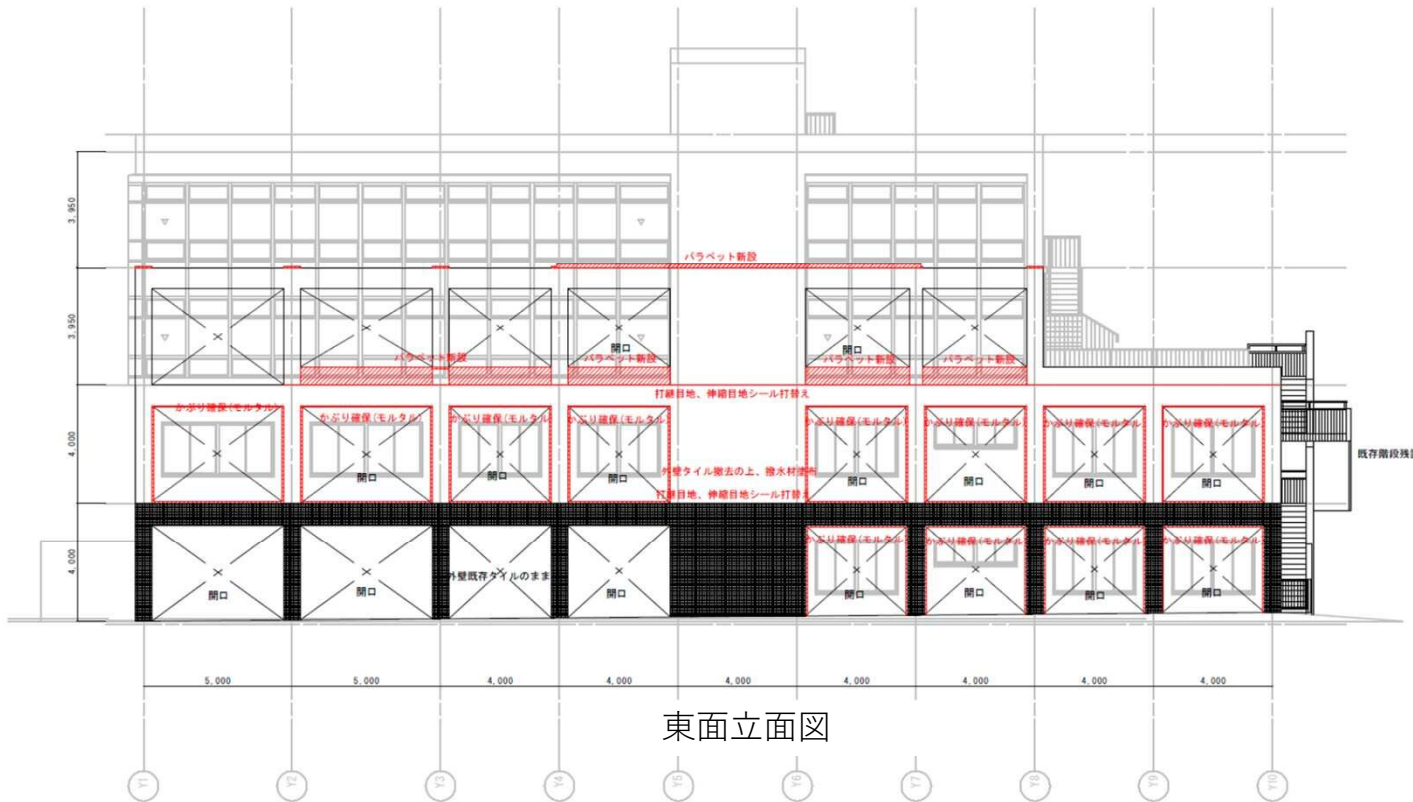 パラペット新設
3,950
3,950
4,000
4,000
開口
開口
パラペット新設
パラペット新設
パラペット新設
パラペット新設
打継目地、伸縮目地シール打替え
かぶり確保(モルタル)
かぶり確保(モルタル)
かぶり確保(モルタル)
かぶり確保(モルタル)
かぶり確保(モルタル)
かぶり確保(モルタル)
かぶり確保(モルタル)
かぶり確保(モルタル)
既存階段残
外壁タイル撤去の上、撥水材塗布
開口
開口
開口
開口
開口
開口
開口
打継目地、伸縮目地シール打替え
かぶり確保(モルタル)
かぶり確保(モルタル)
かぶり確保(モルタル)
かぶり確保(モルタル)
外壁既存タイルのまま
開口
開口
開口
開口
開口
開口
開口
5,000
5,000
4,000
4,000
4,000
4,000
4,000
4,000
4,000
東面立面図
Y1
Y2
Y3
Y4
Y5
Y6
Y7
Y8
Y9
Y10